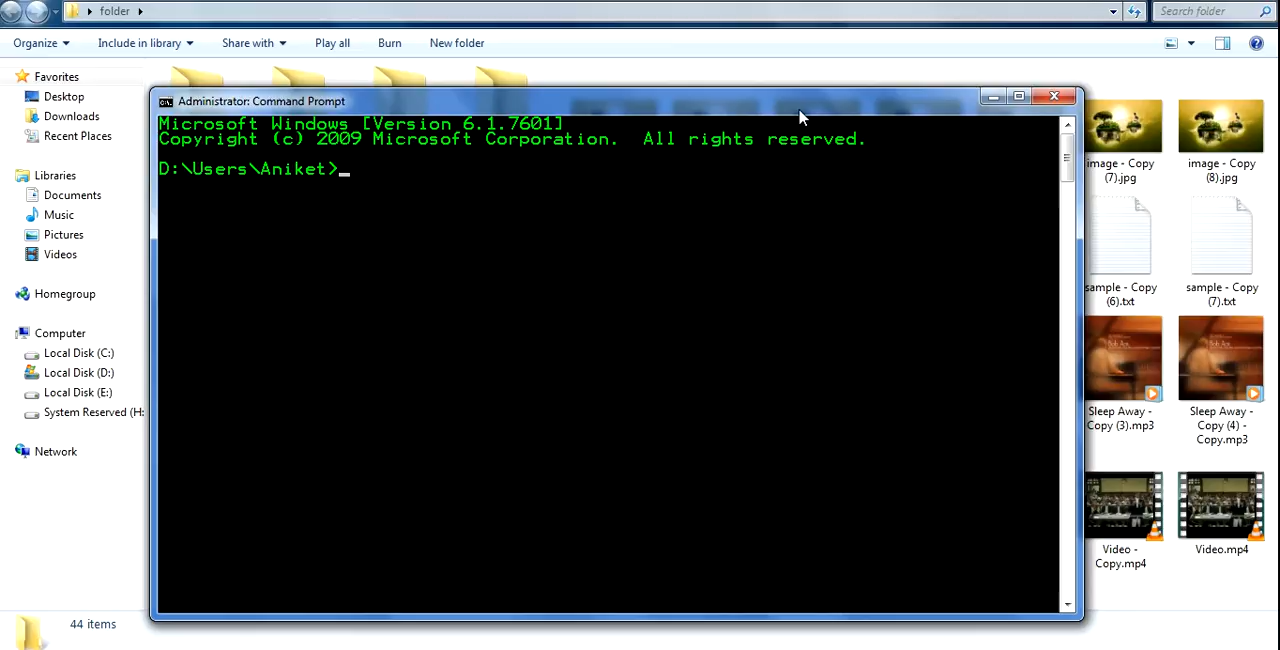 folder
Search folder
Organize
Include in library
Share with
Play all
Burn
New folder
Favorites
Desktop
Downloads
Recent Places
Libraries
Documents
Music
Pictures
Videos
Homegroup
Computer
Local Disk (C:)
Local Disk (D:)
Local Disk (E:)
System Reserved (H:
Network
Administrator: Command Prompt
Microsoft Windows [Version 6.1.7601]
Copyright (c) 2009 Microsoft Corporation. All rights reserved.
D:\Users\Aniket>
image - Copy
(7).jpg
image - Copy
(8).jpg
sample - Copy
(6).txt
sample - Copy
(7).txt
Sleep Away -
Copy (3).mp3
Sleep Away -
Copy (4) -
Copy.mp3
Video -
Copy.mp4
Video.mp4
44 items